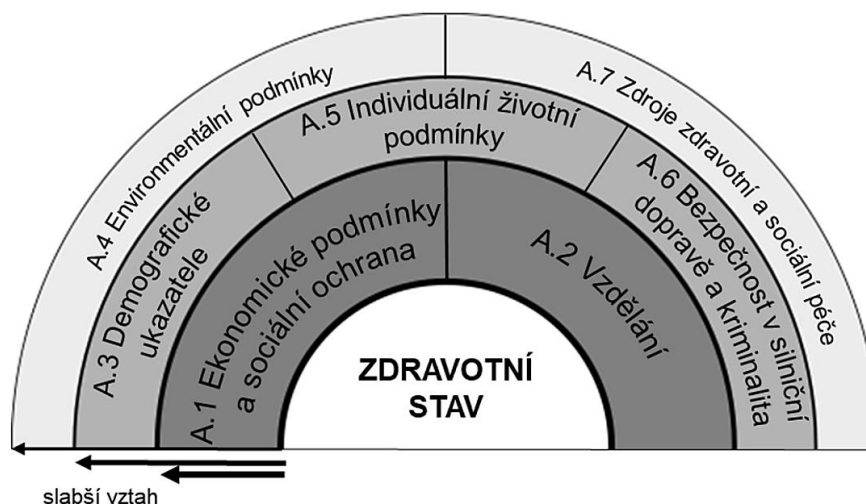 A.4 Environmentální podmínky
A.7 Zdroje zdravotní a sociální péče
A.5 Individuální životní
podmínky
A.3 Demografické
ukazatele
A.6 Bezpečnost v silniční
dopravě a kriminalita
A.1 Ekonomické podmínky
a sociální ochrana
A.2 Vzdělání
ZDRAVOTNÍ
STAV
slabší vztah